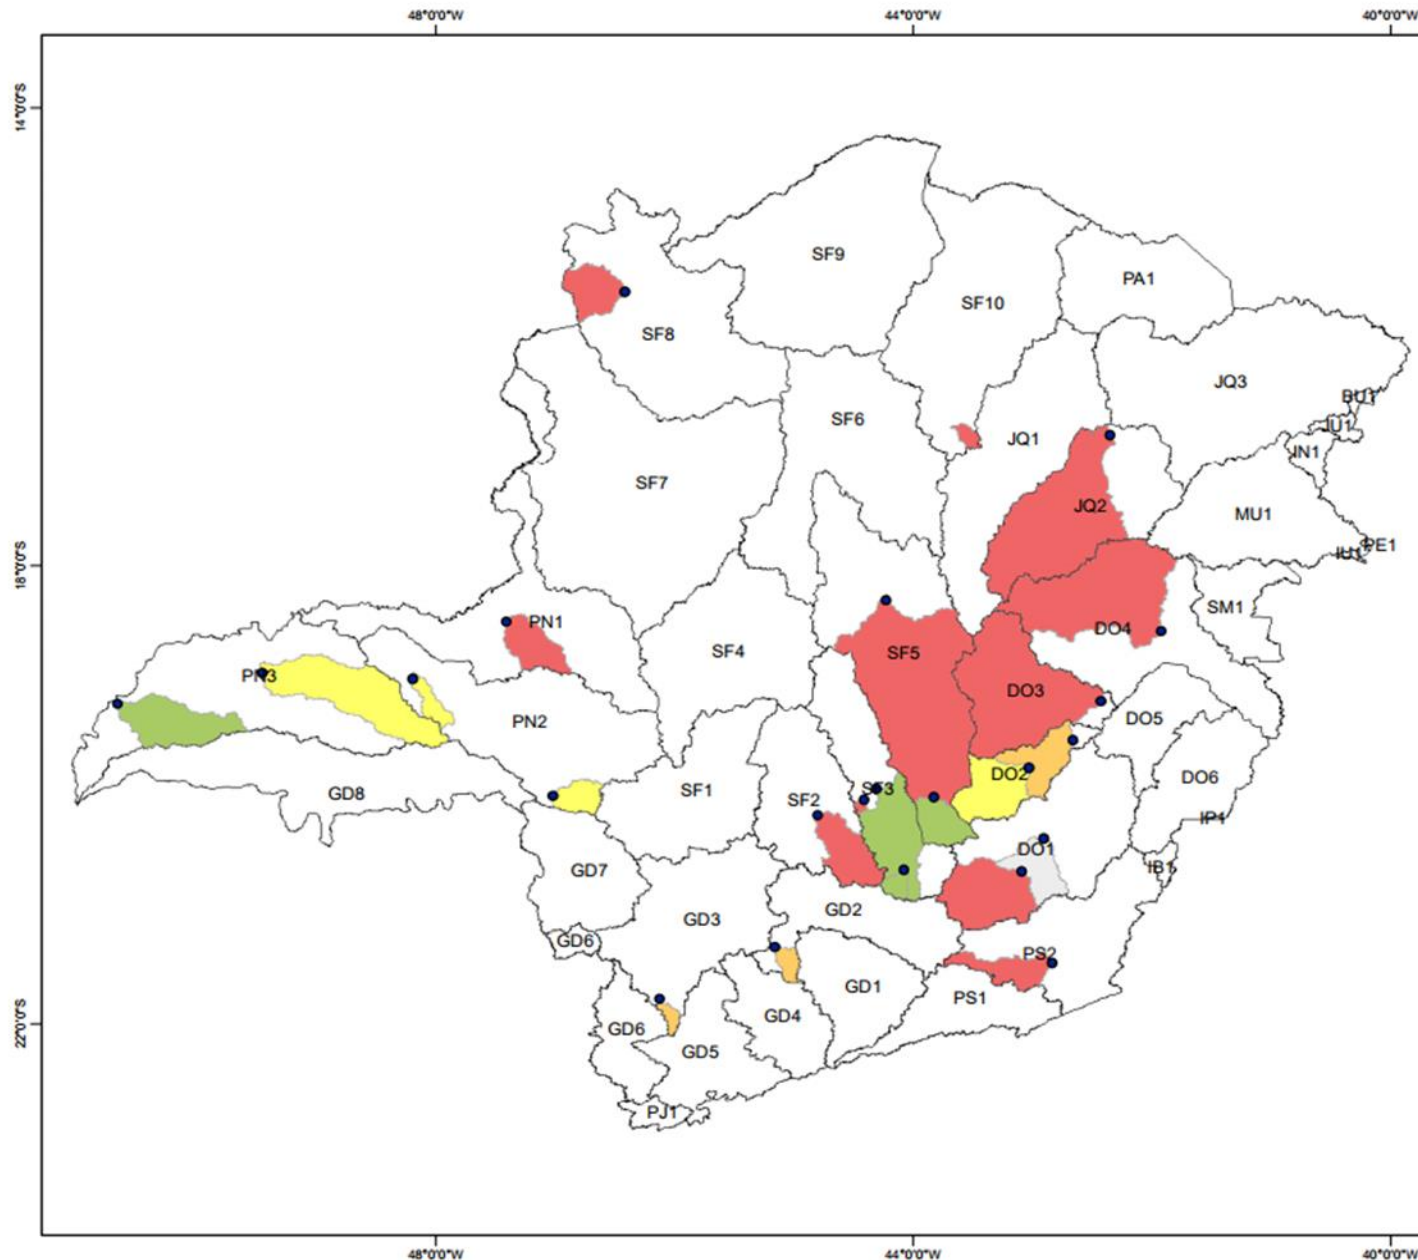 48°0'0"W
44°0'0"W
40°0'0"W
14°0'0"S
SF9
PA1
SF10
SF8
JQ3
BU1
SF6
JU1
JQ1
IN1
SF7
JQ2
MU1
PE1
IU1
18°0'0"S
SM1
PN1
DO4
SF4
SF5
PN3
DO3
PN2
DO5
DO2
DO6
SF1
SF3
GD8
SF2
IP1
DO1
IB1
GD7
GD2
GD3
GD6
PS2
GD1
PS1
GD4
22°0'0"S
GD6
GD5
PJ1
48°0'0"W
44°0'0"W
40°0'0"W